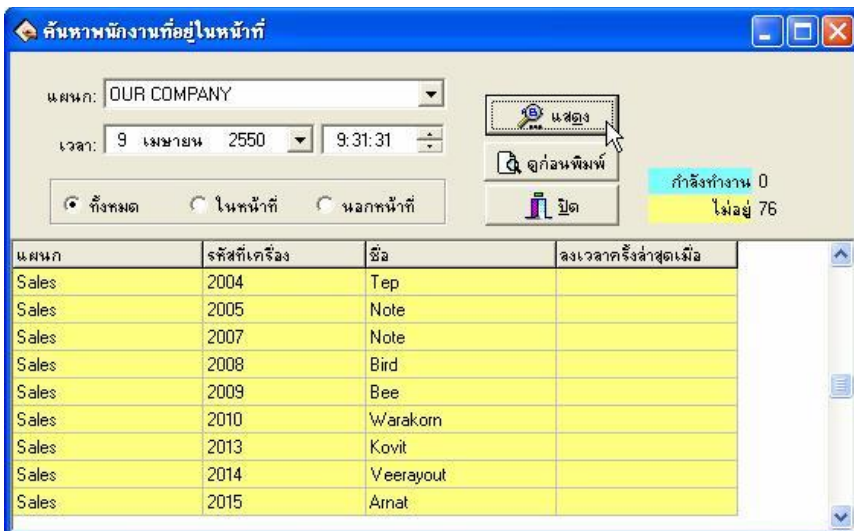 ค้นหาพนักงานที่อยู่ในหน้าที่
แผนก: OUR COMPANY
เวลา: 9 เมษายน 2550 9:31:31
แสดง
ดูก่อนพิมพ์
ปิด
กำลังทำงาน 0
ไม่อยู่ 76
ทั้งหมด ในหน้าที่ นอกหน้าที่
แผนก รหัสที่เครื่อง ชื่อ ลงเวลาครั้งล่าสุดเมื่อ
Sales 2004 Tep
Sales 2005 Note
Sales 2007 Note
Sales 2008 Bird
Sales 2009 Bee
Sales 2010 Warakorn
Sales 2013 Kovit
Sales 2014 Veerayout
Sales 2015 Arnat